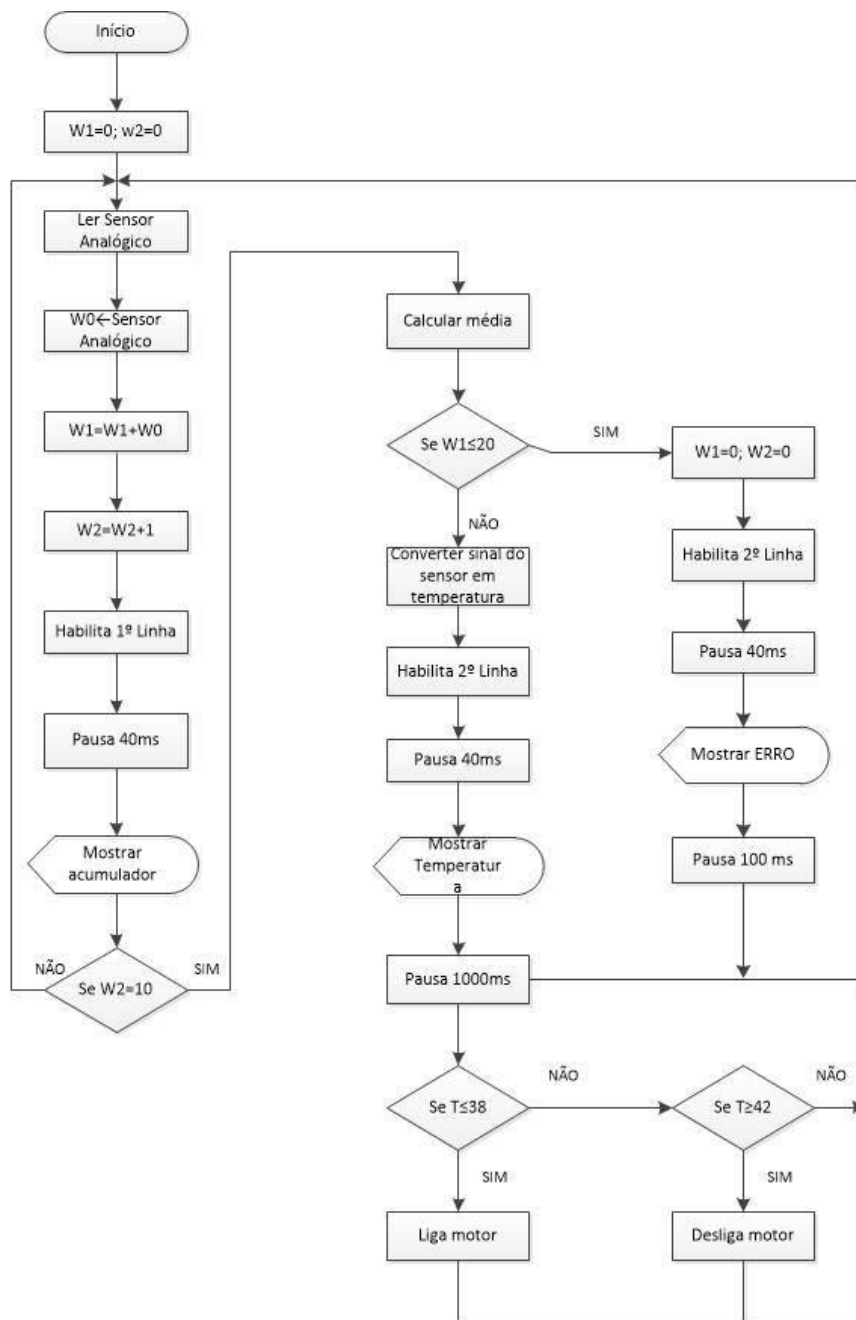 Início
W1=0; w2=0
Ler Sensor
Analógico
W0←Sensor
Analógico
W1=W1+W0
W2=W2+1
Habilita 1º Linha
Pausa 40ms
Mostrar
acumulador
NÃO
SIM
Se W2=10
Calcular média
Se W1≤20
SIM
NÃO
W1=0; W2=0
Converter sinal do
sensor em
temperatura
Habilita 2º Linha
Habilita 2º Linha
Pausa 40ms
Pausa 40ms
Mostrar ERRO
Mostrar
Temperatur
a
Pausa 100 ms
Pausa 1000ms
Se T≤38
NÃO
SIM
Se T≥42
NÃO
SIM
Liga motor
Desliga motor